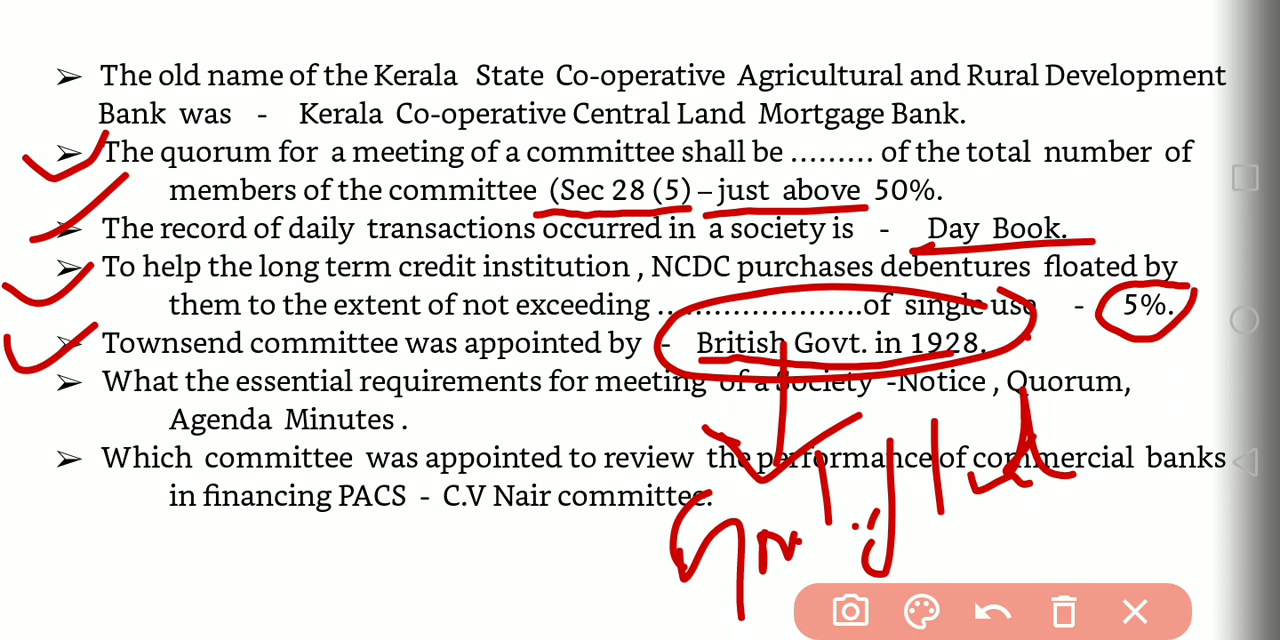 ➢ The old name of the Kerala State Co-operative Agricultural and Rural Development
Bank was - Kerala Co-operative Central Land Mortgage Bank.
➢ The quorum for a meeting of a committee shall be ......... of the total number of
members of the committee (Sec 28 (5) – just above 50%.
➢ The record of daily transactions occurred in a society is - Day Book.
➢ To help the long term credit institution , NCDC purchases debentures floated by
them to the extent of not exceeding ......................of single use - 5%.
➢ Townsend committee was appointed by - British Govt. in 1928.
➢ What the essential requirements for meeting of a Society -Notice , Quorum,
Agenda Minutes .
➢ Which committee was appointed to review the performance of commercial banks
in financing PACS - C.V Nair committee.